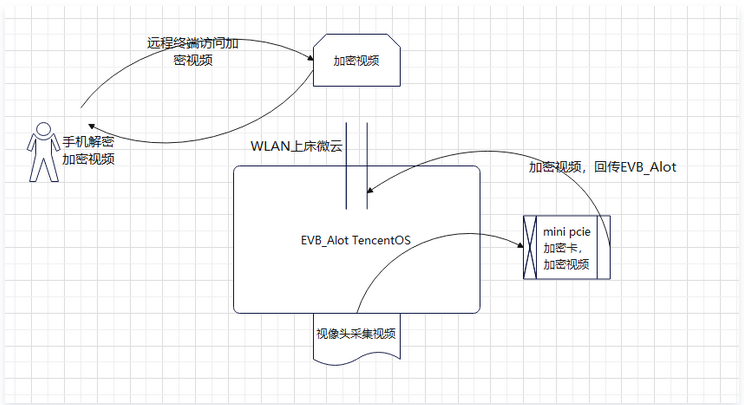 远程终端访问加
密视频
加密视频
手机解密
加密视频
WLAN上床微云
加密视频，回传EVB_Alot
EVB_Alot TencentOS
mini pcie
加密卡，
加密视频
视像头采集视频